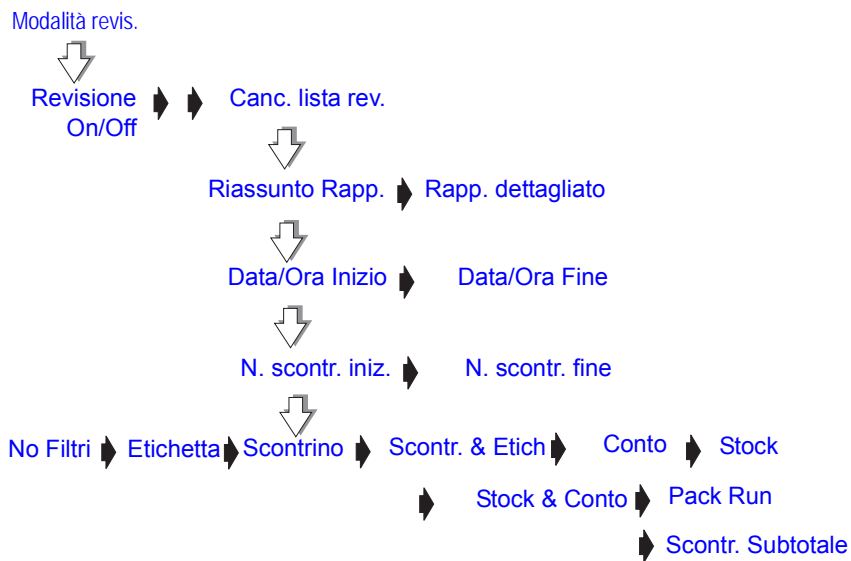 Modalità revis.
Revisione On/Off
Canc. lista rev.
Riassunto Rapp.
Rapp. dettagliato
Data/Ora Inizio
Data/Ora Fine
N. scontr. iniz.
N. scontr. fine
No Filtri
Etichetta
Scontrino
Scontr. & Etich
Conto
Stock
Stock & Conto
Pack Run
Scontr. Subtotale